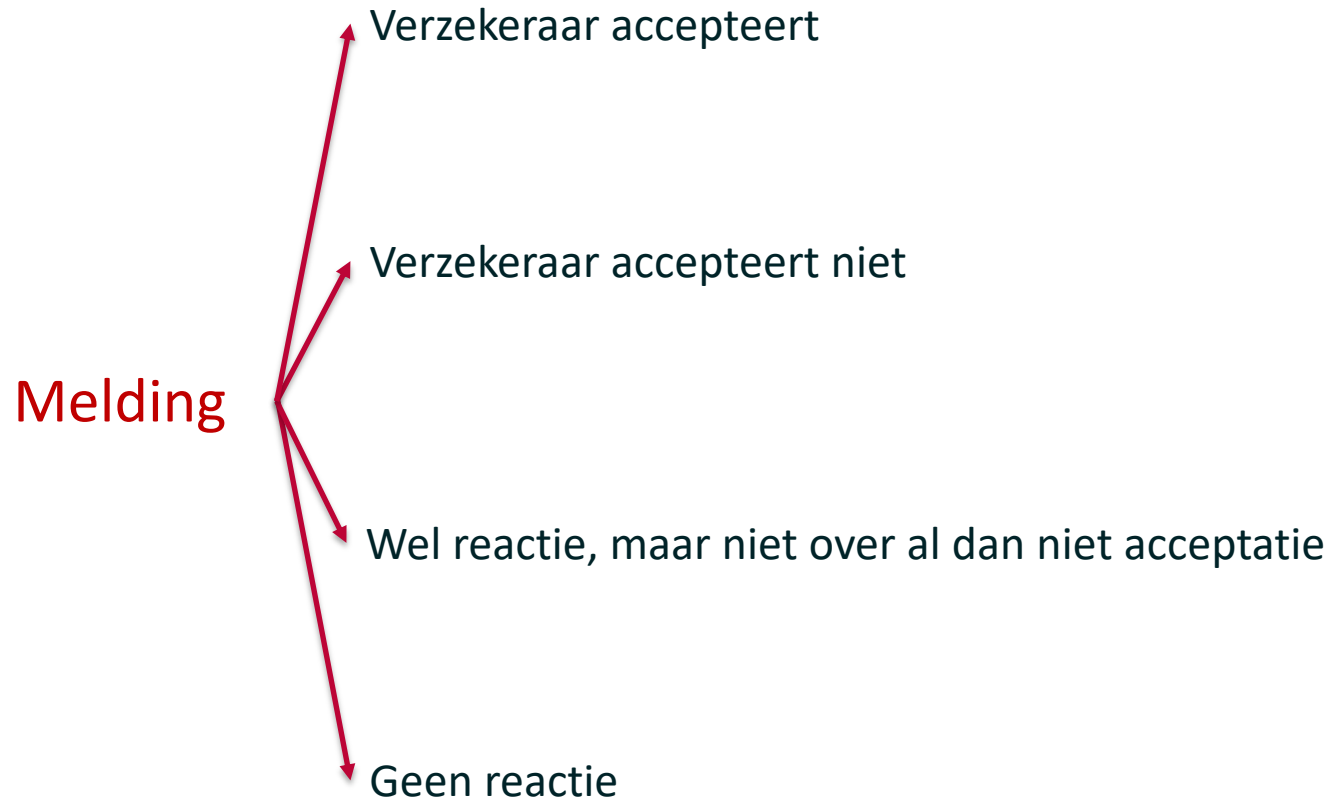 Verzekeraar accepteert
Verzekeraar accepteert niet
Melding
Wel reactie, maar niet over al dan niet acceptatie
Geen reactie